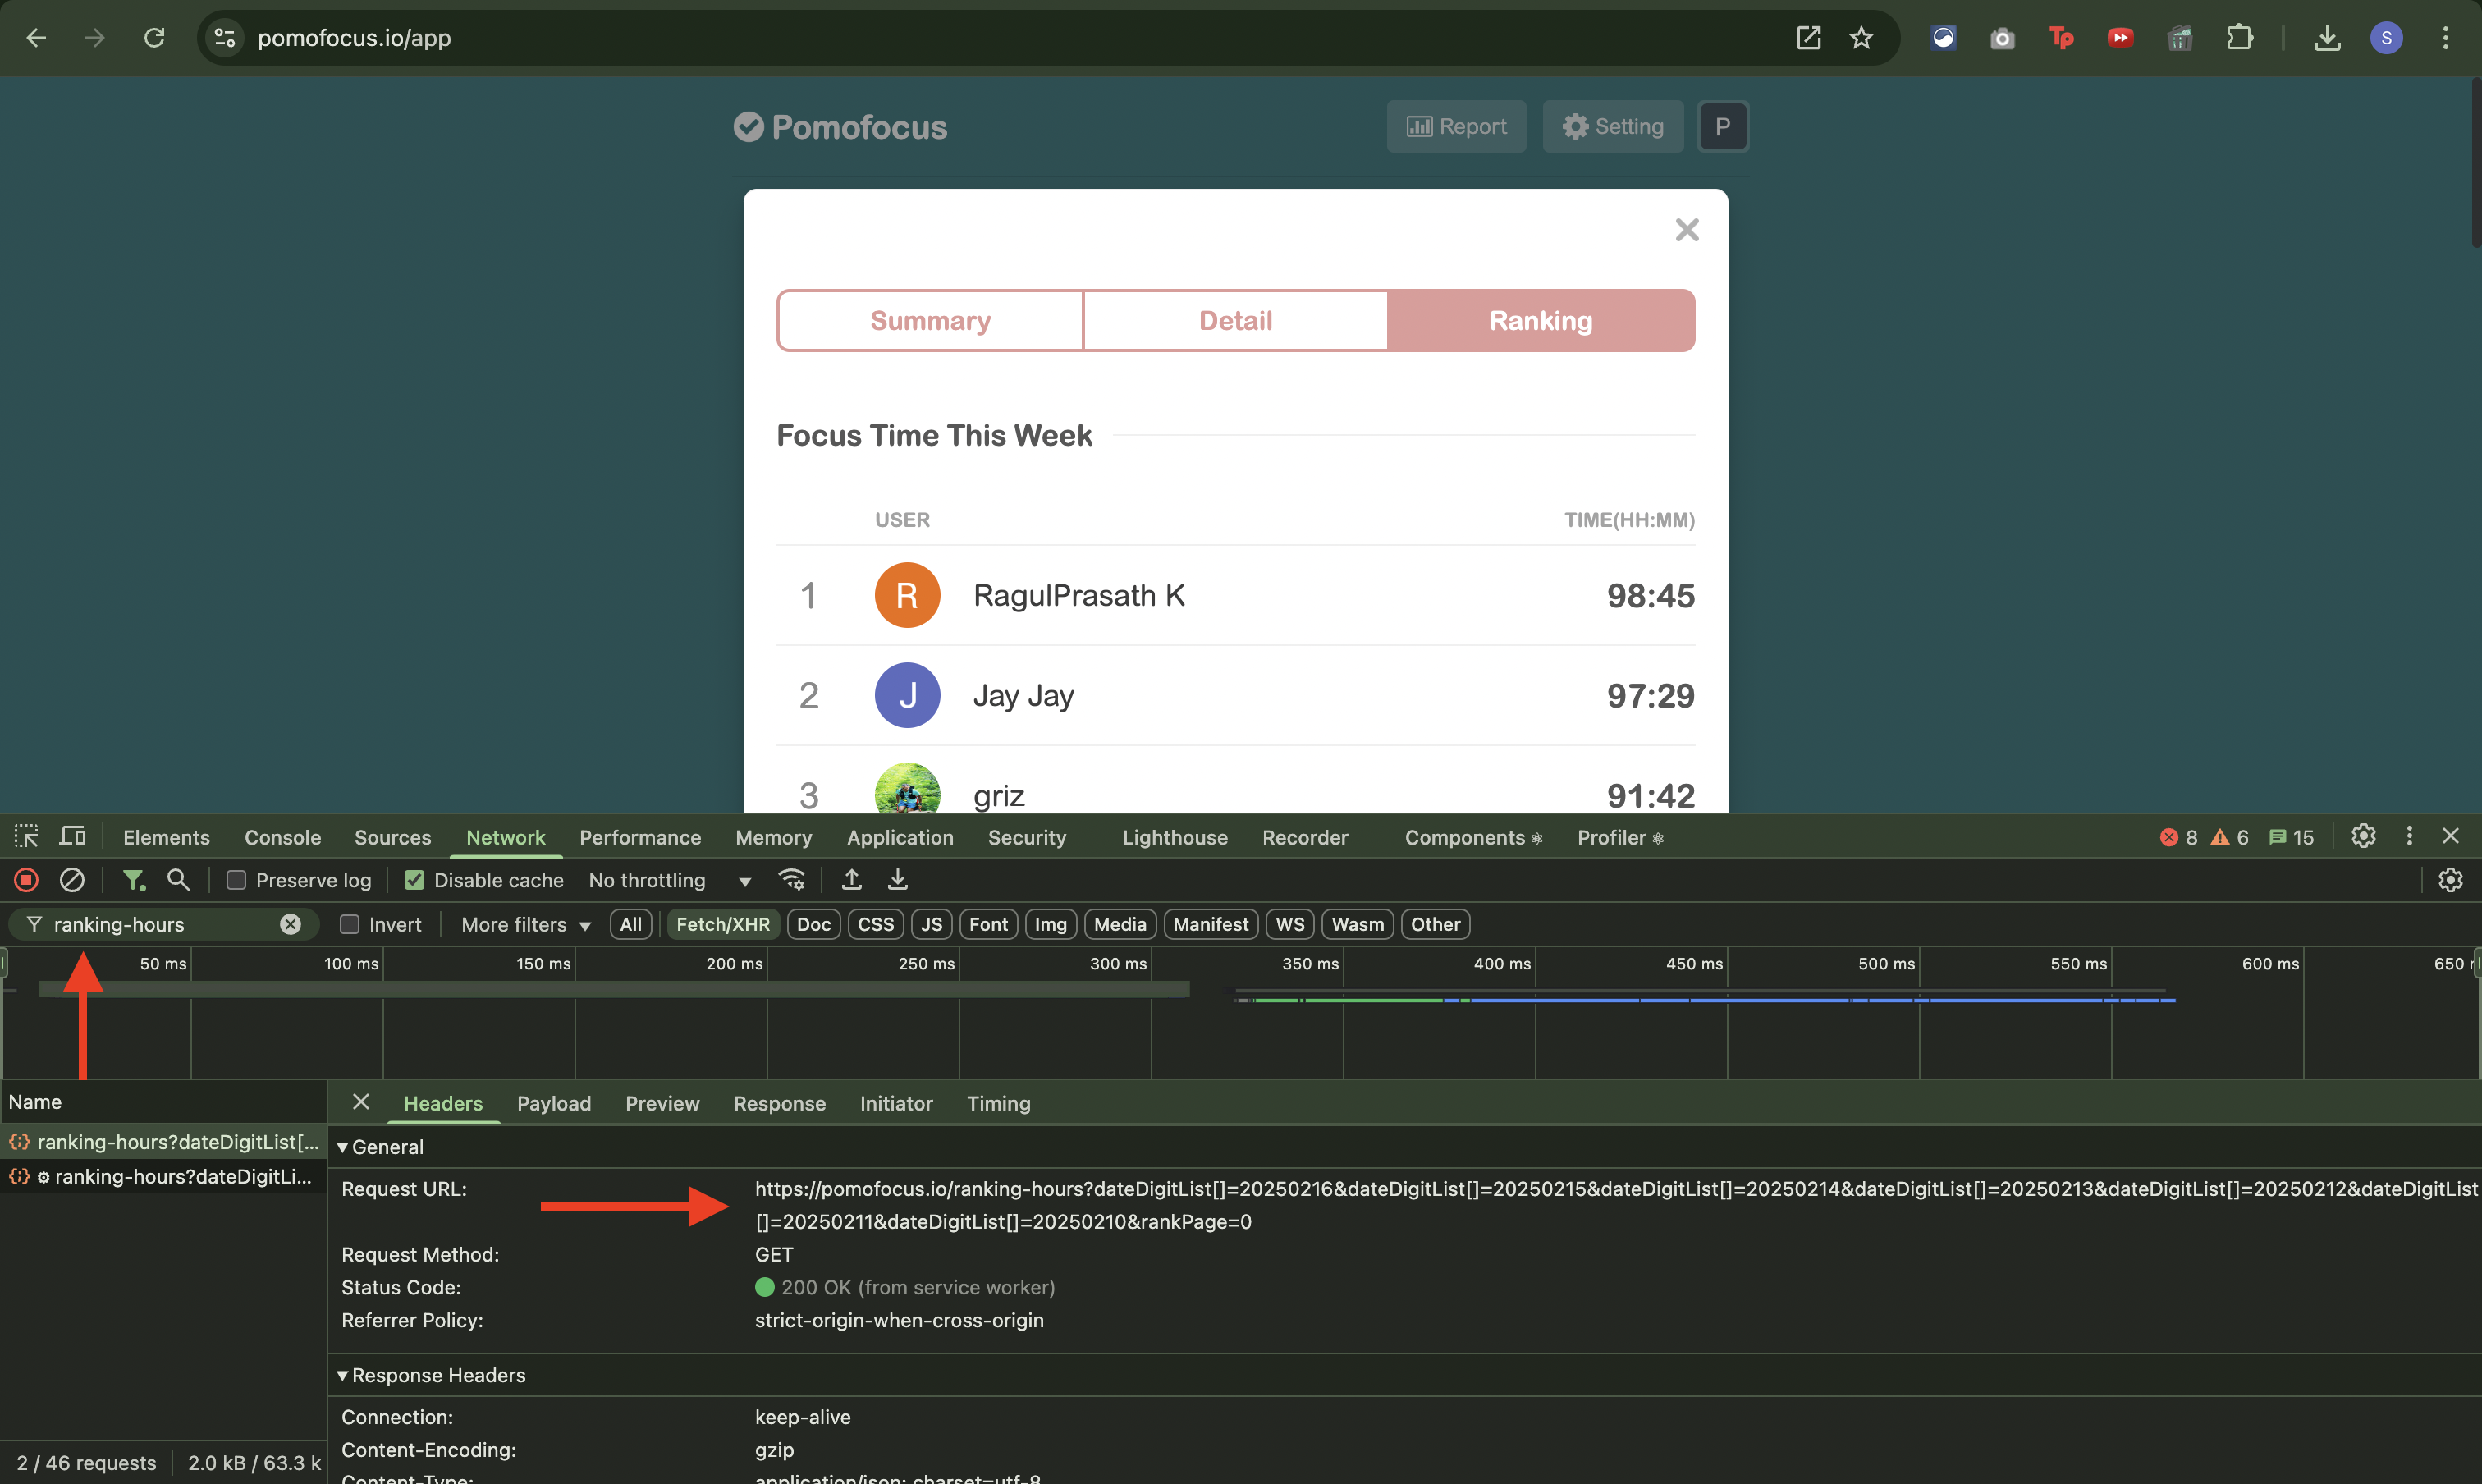 pomofocus.io/app
Tp
S
Pomofocus
Report
Setting
P
Summary
Detail
Ranking
Focus Time This Week
USER
TIME(HH:MM)
1
R
RagulPrasath K
98:45
2
J
Jay Jay
97:29
3
griz
91:42
Elements
Console
Sources
Network
Performance
Memory
Application
Security
Lighthouse
Recorder
Components
Profiler
8
6
15
Preserve log
Disable cache
No throttling
ranking-hours
Invert
More filters
All
Fetch/XHR
Doc
CSS
JS
Font
Img
Media
Manifest
WS
Wasm
Other
50 ms
100 ms
150 ms
200 ms
250 ms
300 ms
350 ms
400 ms
450 ms
500 ms
550 ms
600 ms
650
Name
Headers
Payload
Preview
Response
Initiator
Timing
ranking-hours?dateDigitList[...
ranking-hours?dateDigitLi...
General
Request URL:
https://pomofocus.io/ranking-hours?dateDigitList[]=20250216&dateDigitList[]=20250215&dateDigitList[]=20250214&dateDigitList[]=20250213&dateDigitList[]=20250212&dateDigitList
[]=20250211&dateDigitList[]=20250210&rankPage=0
Request Method:
GET
Status Code:
200 OK (from service worker)
Referrer Policy:
strict-origin-when-cross-origin
Response Headers
Connection:
keep-alive
Content-Encoding:
gzip
Content-Type:
application/json; charset=utf-8
2 / 46 requests
2.0 kB / 63.3 k